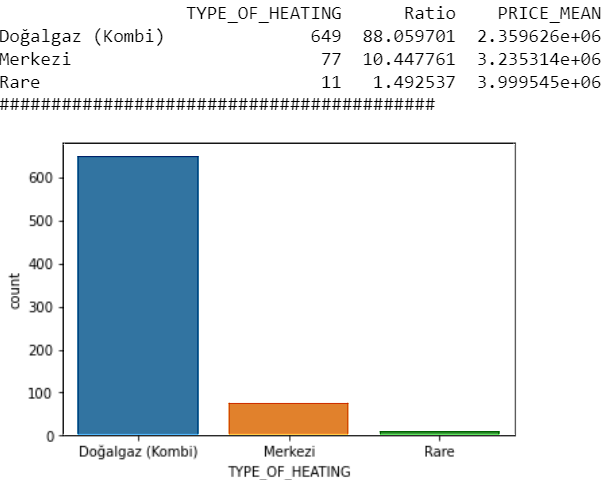 TYPE_OF_HEATING Ratio PRICE_MEAN
Doğalgaz (Kombi) 649 88.059701 2.359626e+06
Merkezi 77 10.447761 3.235314e+06
Rare 11 1.492537 3.999545e+06
##########################################
600
500
400
300
200
100
0
count
Doğalgaz (Kombi) Merkezi Rare
TYPE_OF_HEATING